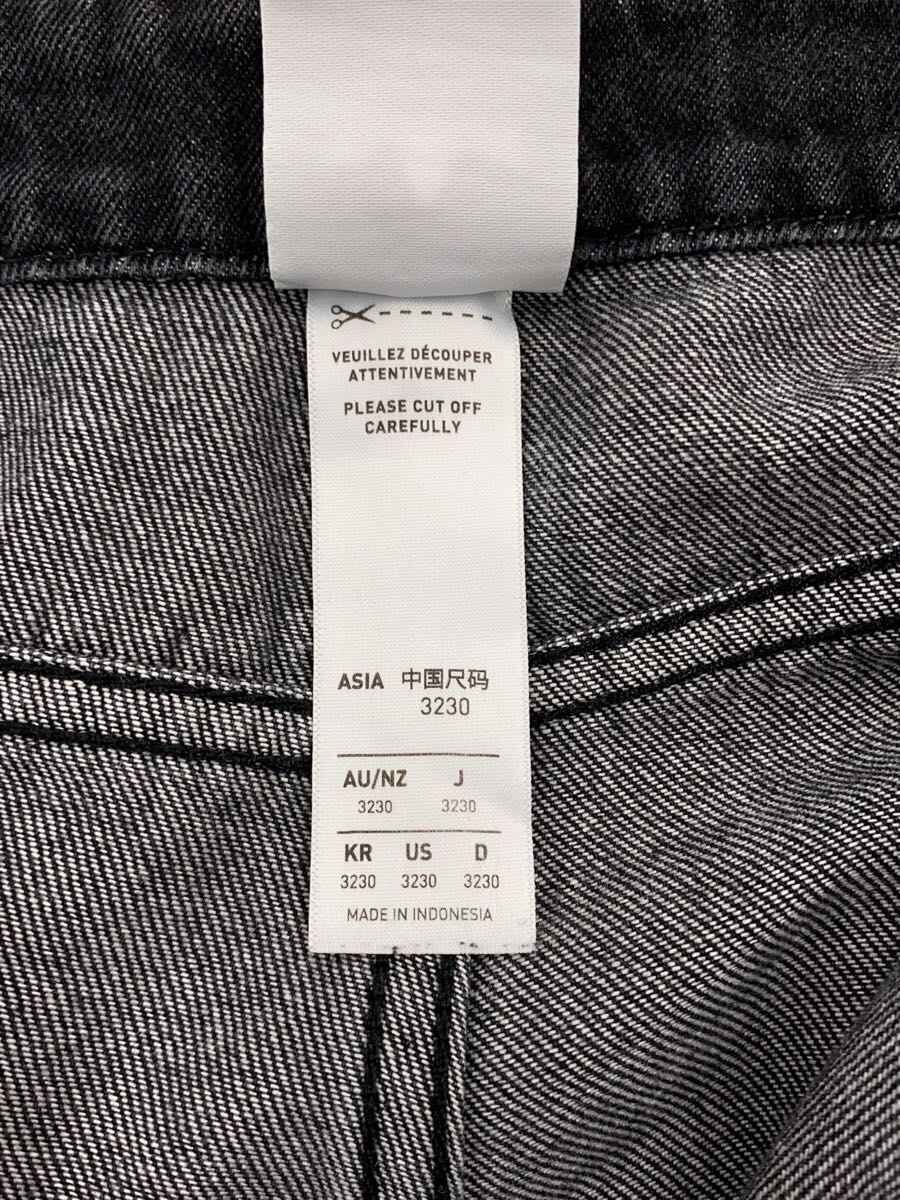 VEUILLEZ DÉCOUPER
ATTENTIVEMENT
PLEASE CUT OFF
CAREFULLY
ASIA 中国尺码
3230
AU/NZ J
3230 3230
KR US D
3230 3230 3230
MADE IN INDONESIA